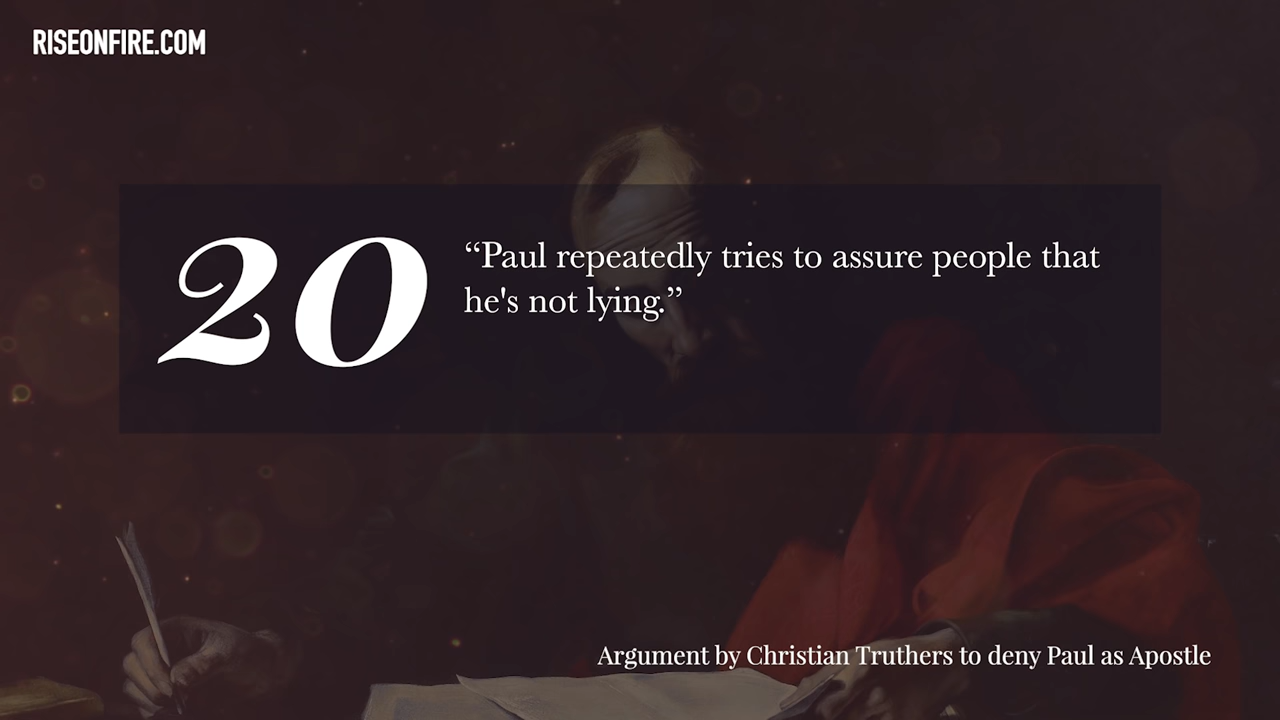 RISEONFIRE.COM
20
“Paul repeatedly tries to assure people that
he's not lying.”
Argument by Christian Truthers to deny Paul as Apostle